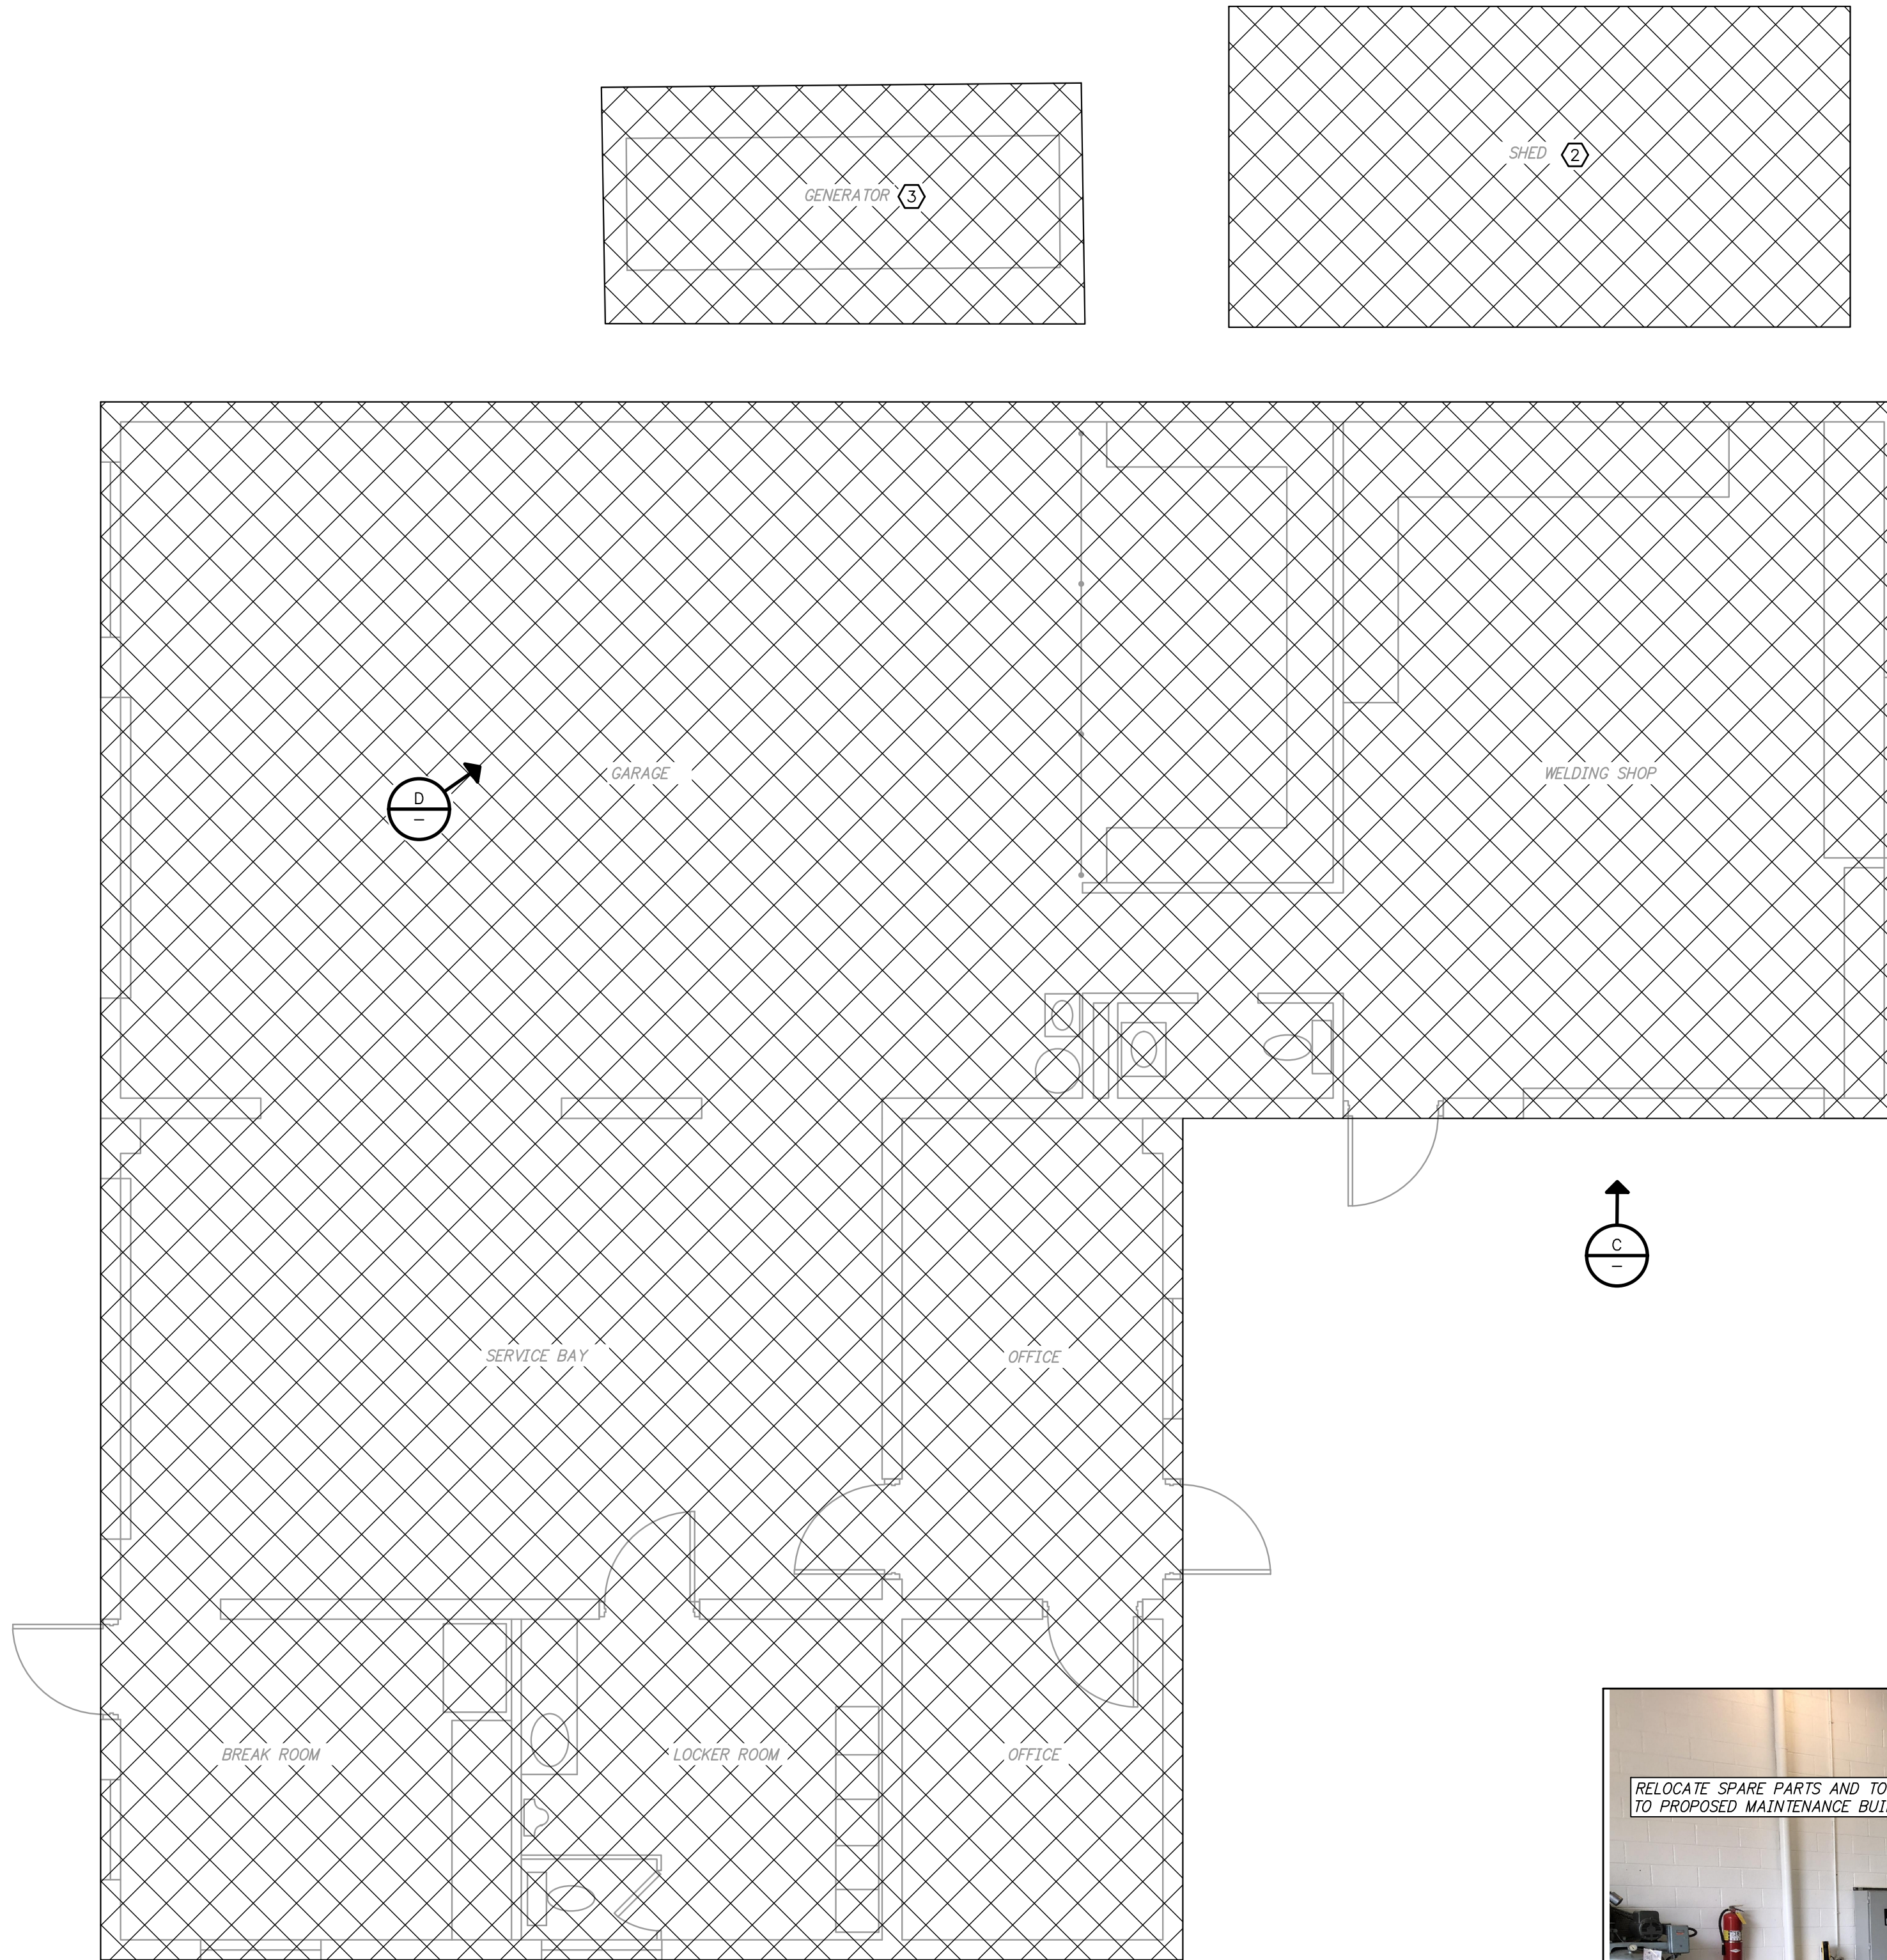 SHED 2
GENERATOR 3
GARAGE
WELDING SHOP
D
–
C
–
SERVICE BAY
OFFICE
BREAK ROOM
LOCKER ROOM
OFFICE
RELOCATE SPARE PARTS AND
TO PROPOSED MAINTENANCE